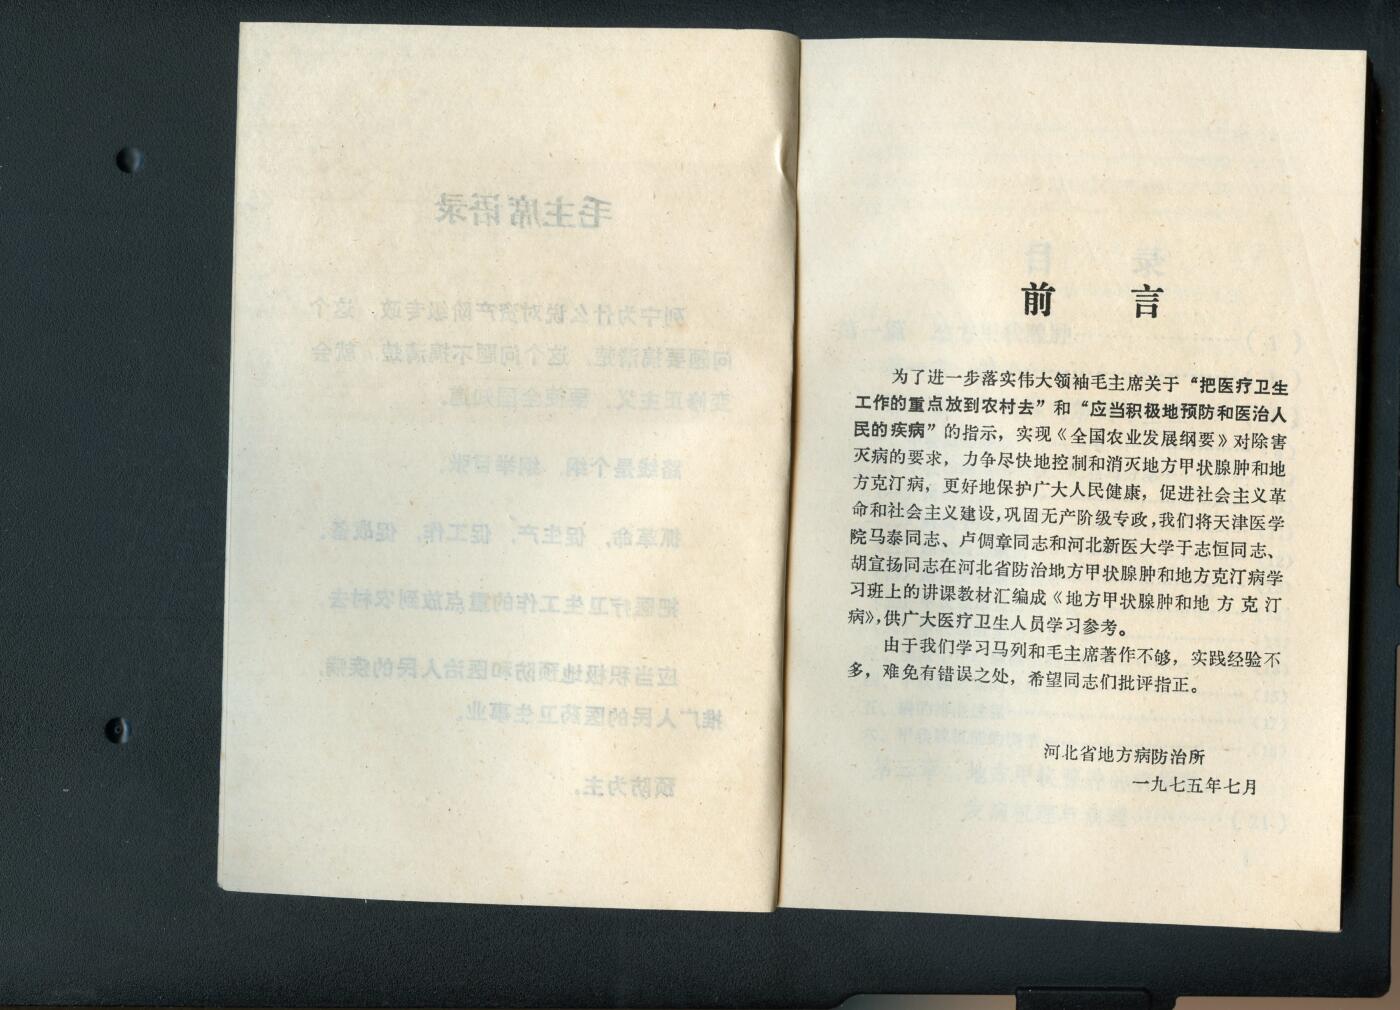 前言
为了进一步落实伟大领袖毛主席关于“把医疗卫生
工作的重点放到农村去”和“应当积极地预防和医治人
民的疾病”的指示，实现《全国农业发展纲要》对除害
灭病的要求，力争尽快地控制和消灭地方甲状腺肿和地
方克汀病，更好地保护广大人民健康，促进社会主义革
命和社会主义建设，巩固无产阶级专政，我们将天津医学
院马泰同志、卢倜章同志和河北新医大学于志恒同志、
胡宣扬同志在河北省防治地方甲状腺肿和地方克汀病学
习班上的讲课教材汇编成《地方甲状腺肿和地方克汀
病》，供广大医疗卫生人员学习参考。
由于我们学习马列和毛主席著作不够，实践经验不
多，难免有错误之处，希望同志们批评指正。
河北省地方病防治所
一九七五年七月